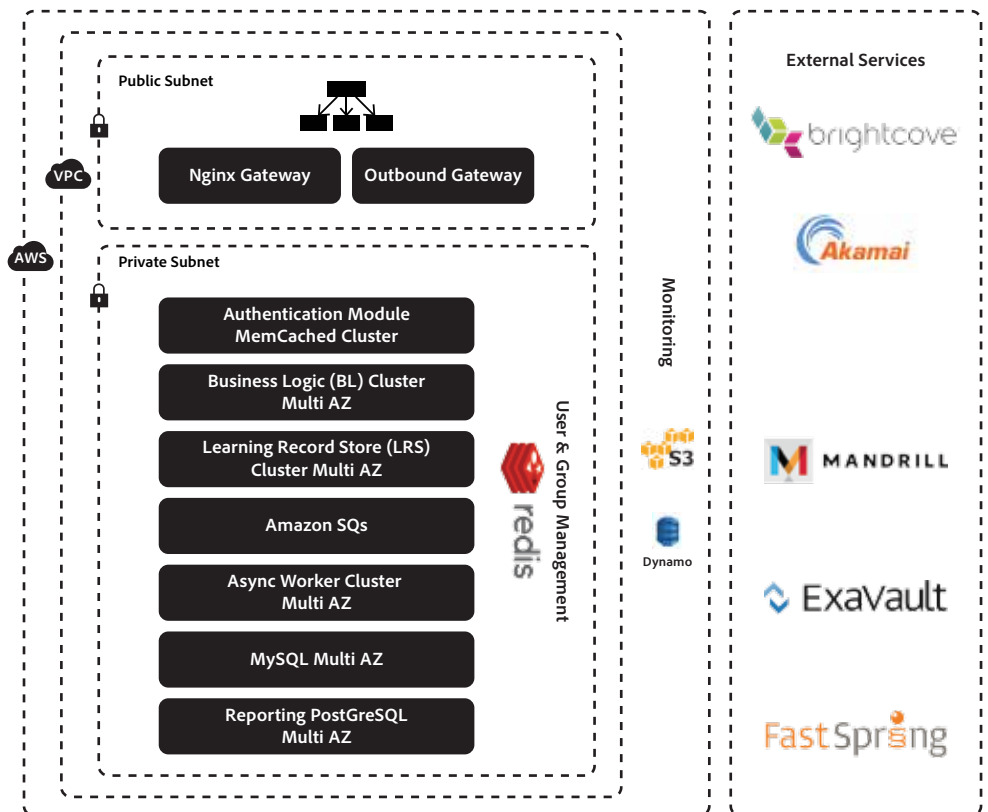 Public Subnet
Nginx Gateway
Outbound Gateway
VPC
AWS
Private Subnet
Authentication Module
MemCached Cluster
Business Logic (BL) Cluster
Multi AZ
Learning Record Store (LRS)
Cluster Multi AZ
Amazon SQs
Async Worker Cluster
Multi AZ
MySQL Multi AZ
Reporting PostGreSQL
Multi AZ
redis
User & Group Management
Monitoring
S3
Dynamo
External Services
brightcove
Akamai
MANDRILL
ExaVault
FastSpring